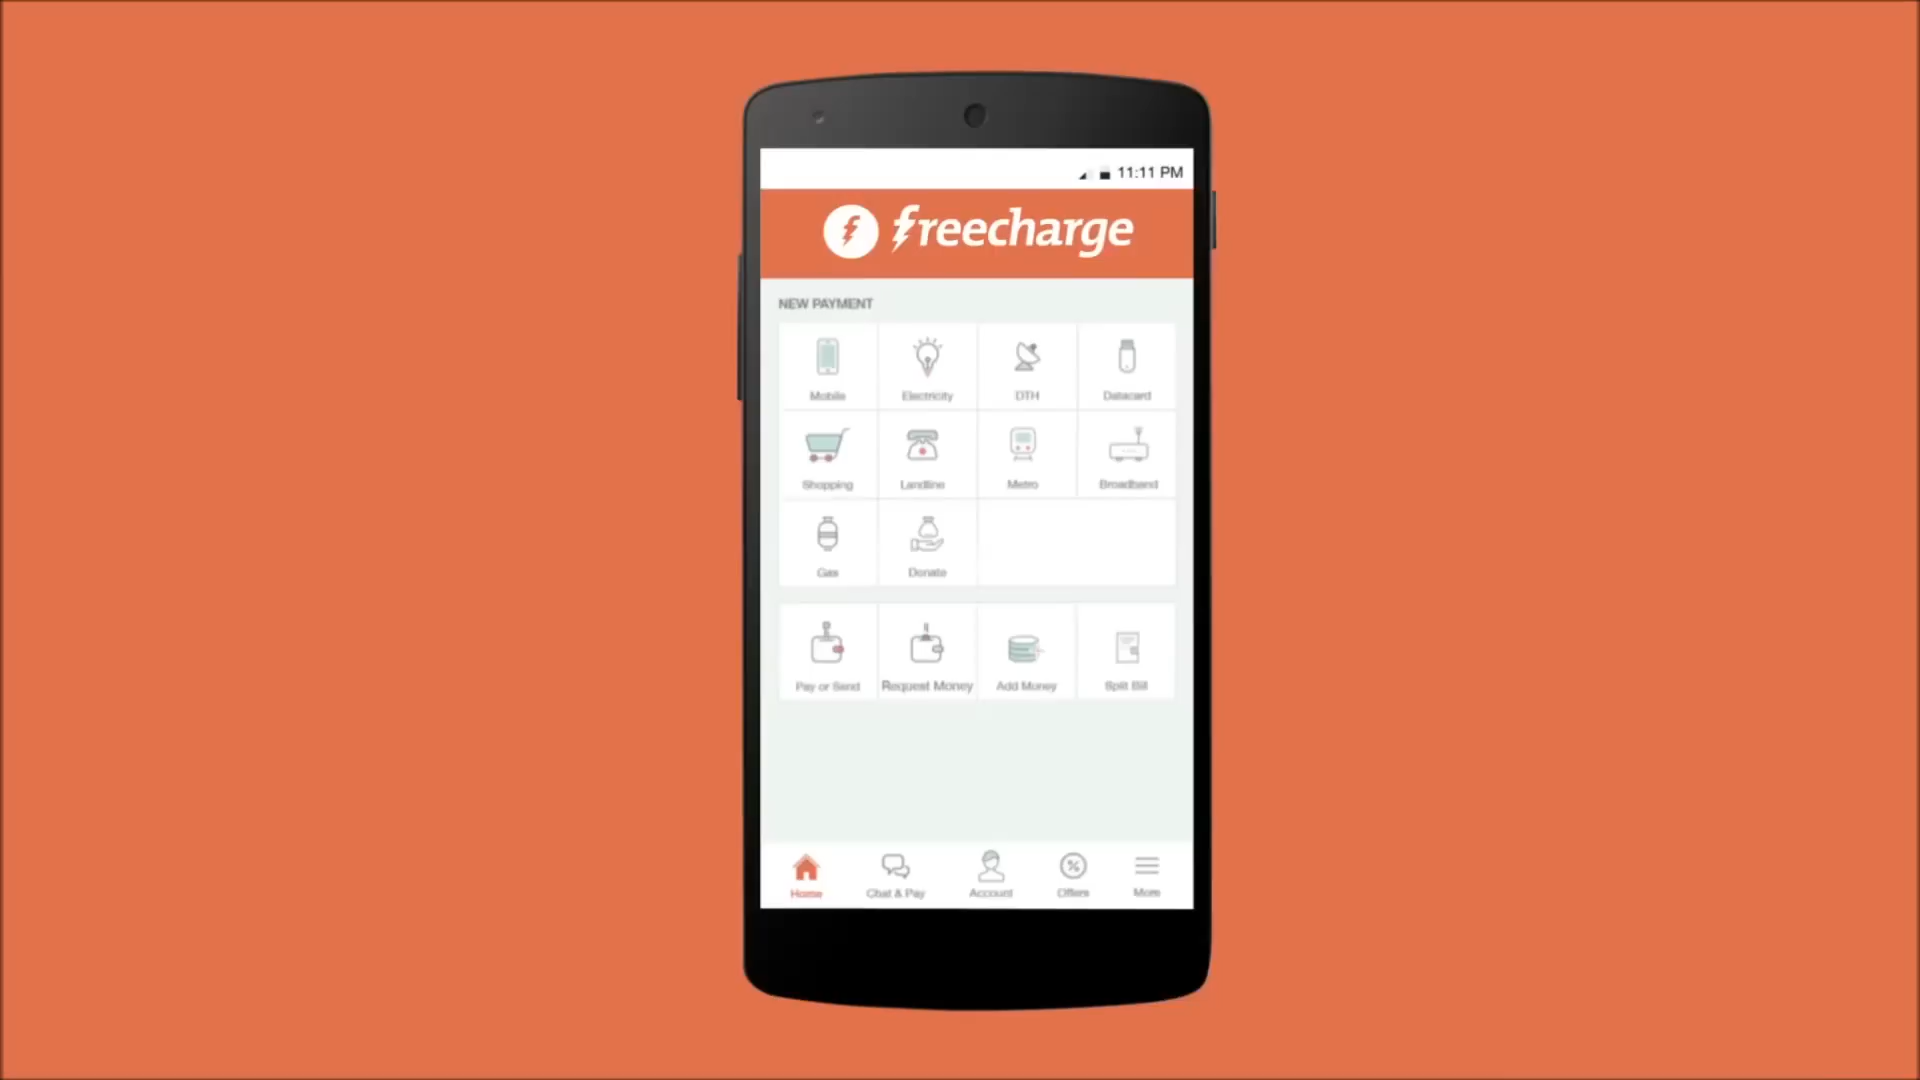 11:11 PM
freecharge
NEW PAYMENT
Mobile Electricity DTH Datacard
Shopping Landline Metro Broadband
Gas Donate
Pay or Send Request Money Add Money Split Bill
Home Chat & Pay Account Offers More